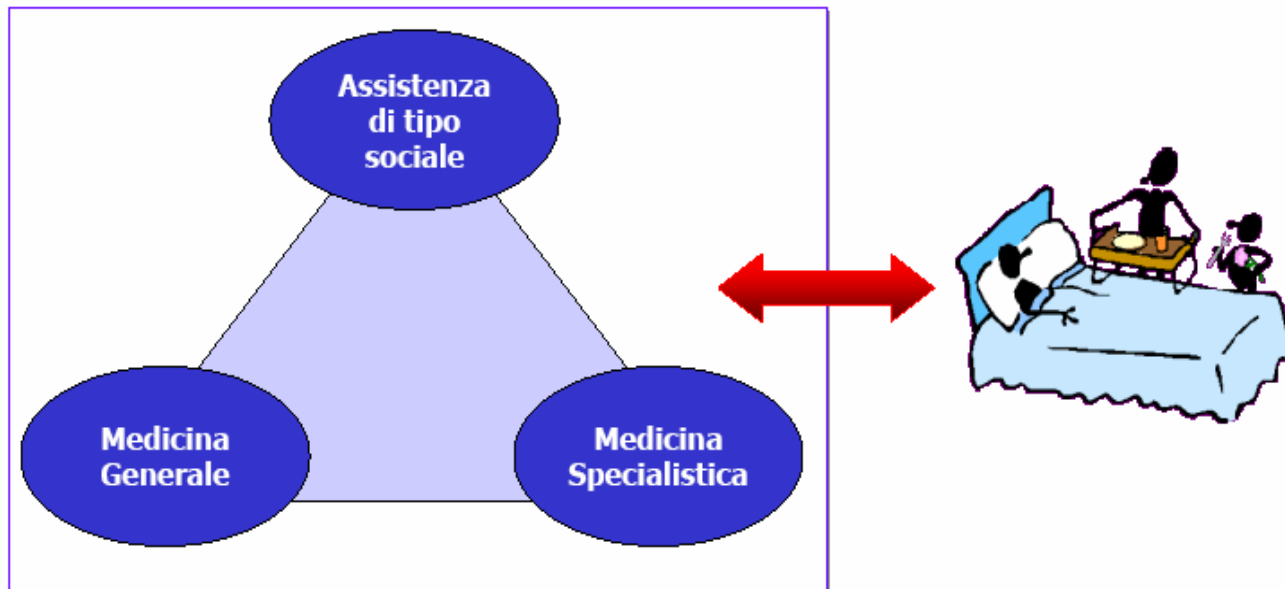 Assistenza
di tipo
sociale
Medicina
Generale
Medicina
Specialistica